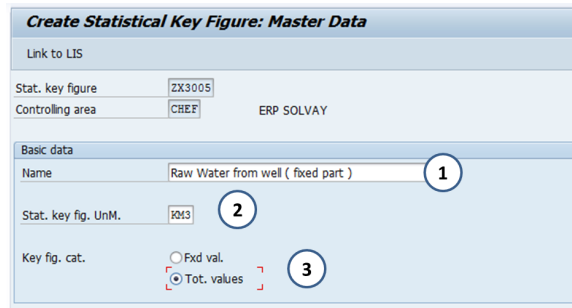 Create Statistical Key Figure: Master Data
Link to LIS
Stat. key figure ZX3005
Controlling area CHEF ERP SOLVAY
Basic data
Name Raw Water from well ( fixed part ) 1
Stat. key fig. UnM. KM3 2
Key fig. cat. Fxd val.
Tot. values 3